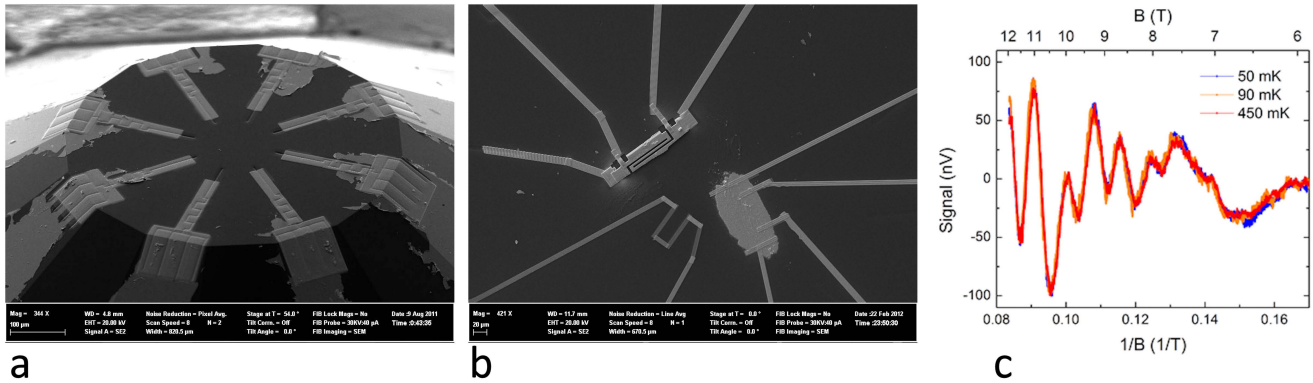 Mag = 344 X
100 µm
WD = 4.8 mm
EHT = 20.00 kV
Signal A = SE2
Noise Reduction = Pixel Avg.
Scan Speed = 8 N = 2
Width = 820.5 µm
Stage at T = 54.0 °
Tilt Corrn. = Off
Tilt Angle = 0.0 °
FIB Lock Mags = No
FIB Probe = 30KV:40 pA
FIB Imaging = SEM
Date :9 Aug 2011
Time :0:43:36
a
Mag = 421 X
20 µm
WD = 11.7 mm
EHT = 20.00 kV
Signal A = SE2
Noise Reduction = Line Avg.
Scan Speed = 8 N = 1
Width = 670.5 µm
Stage at T = 0.0 °
Tilt Corrn. = Off
Tilt Angle = 0.0 °
FIB Lock Mags = No
FIB Probe = 30KV:40 pA
FIB Imaging = SEM
Date :22 Feb 2012
Time :23:50:30
b
B (T)
12 11 10 9 8 7 6
100
50
0
-50
-100
Signal (nV)
50 mK
90 mK
450 mK
0.08 0.10 0.12 0.14 0.16
1/B (1/T)
c